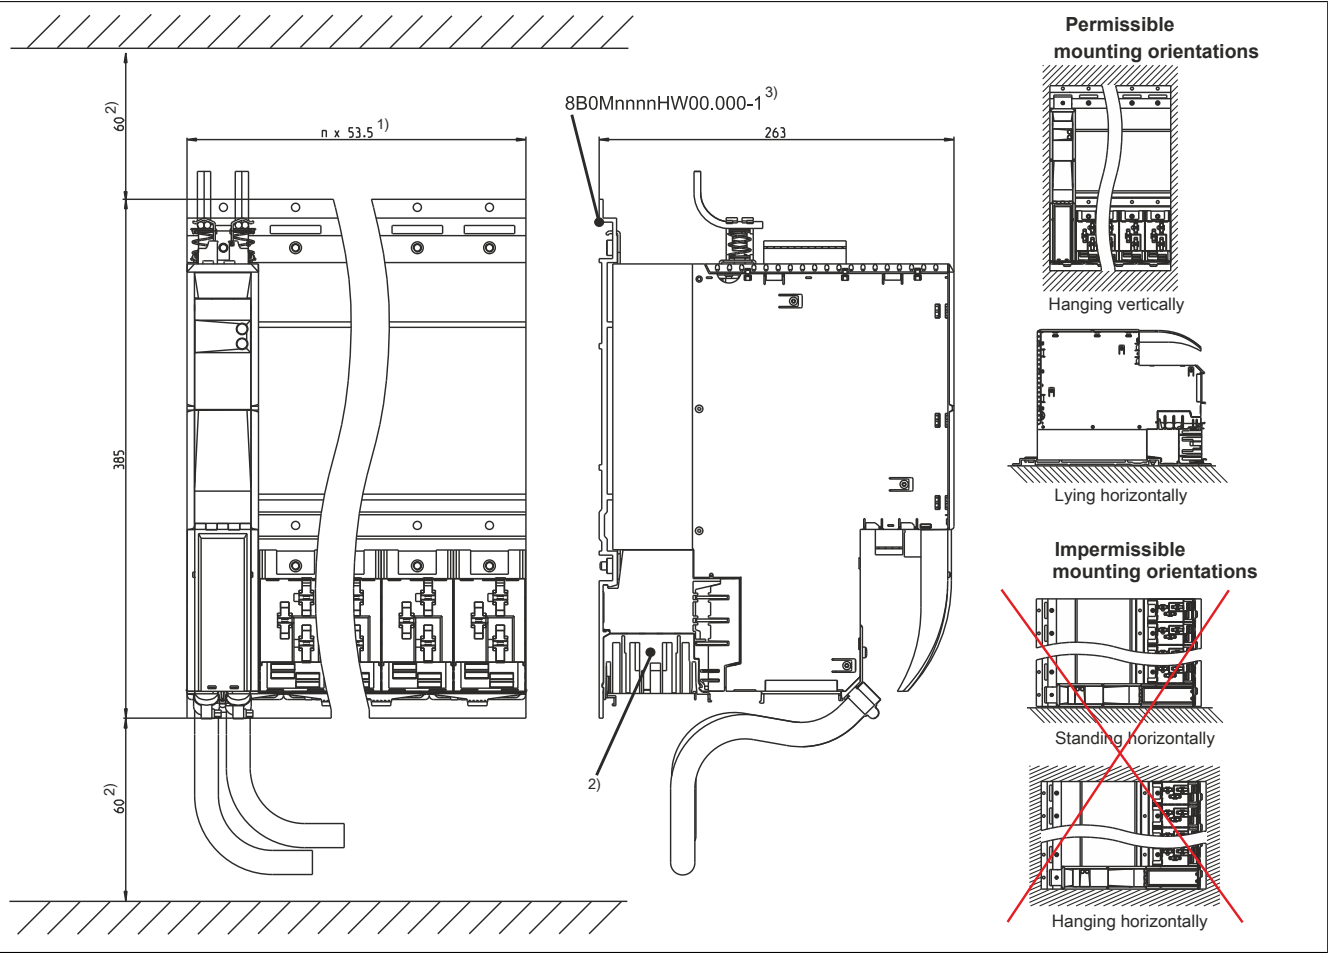 60 2)
n x 53.5 1)
385
60 2)
8B0MnnnnHW00.000-1 3)
263
2)
Permissible
mounting orientations
Hanging vertically
Lying horizontally
Impermissible
mounting orientations
Standing horizontally
Hanging horizontally